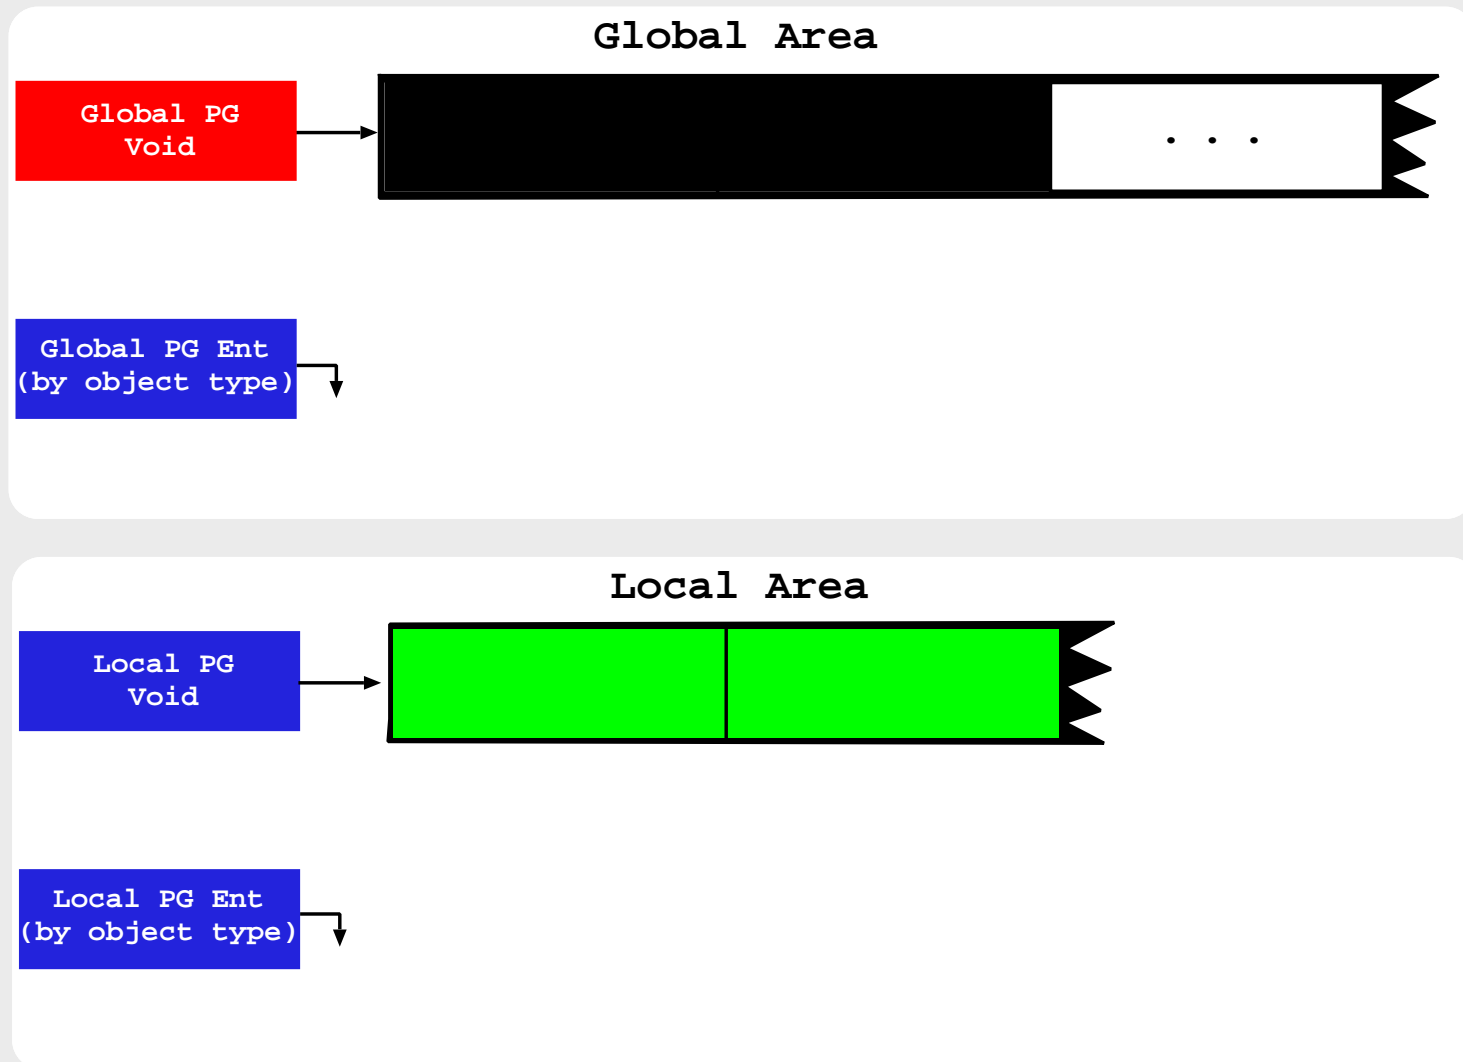 Global Area
Global PG
Void
. . .
Global PG Ent
(by object type)
Local Area
Local PG
Void
Local PG Ent
(by object type)